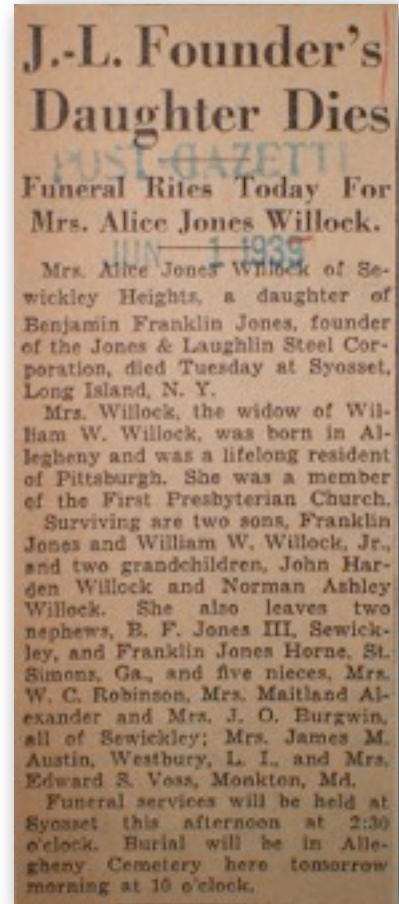 J.-L. Founder's
Daughter Dies
POST-GAZETTE
Funeral Rites Today For
Mrs. Alice Jones Willock.
JUN 1 1939
Mrs. Alice Jones Willock of Se-
wickley Heights, a daughter of
Benjamin Franklin Jones, founder
of the Jones & Laughlin Steel Cor-
poration, died Tuesday at Syosset,
Long Island, N. Y.
Mrs. Willock, the widow of Wil-
liam W. Willock, was born in Al-
legheny and was a lifelong resident
of Pittsburgh. She was a member
of the First Presbyterian Church.
Surviving are two sons, Franklin
Jones and William W. Willock, Jr.,
and two grandchildren, John Har-
den Willock and Norman Ashley
Willock. She also leaves two
nephews, B. F. Jones III, Sewick-
ley, and Franklin Jones Horne, St.
Simons, Ga., and five nieces, Mrs.
W. C. Robinson, Mrs. Maitland Al-
exander and Mrs. J. O. Burgwin,
all of Sewickley; Mrs. James M.
Austin, Westbury, L. I., and Mrs.
Edward S. Voss, Monkton, Md.
Funeral services will be held at
Syosset this afternoon at 2:30
o'clock. Burial will be in Alle-
gheny Cemetery here tomorrow
morning at 10 o'clock.